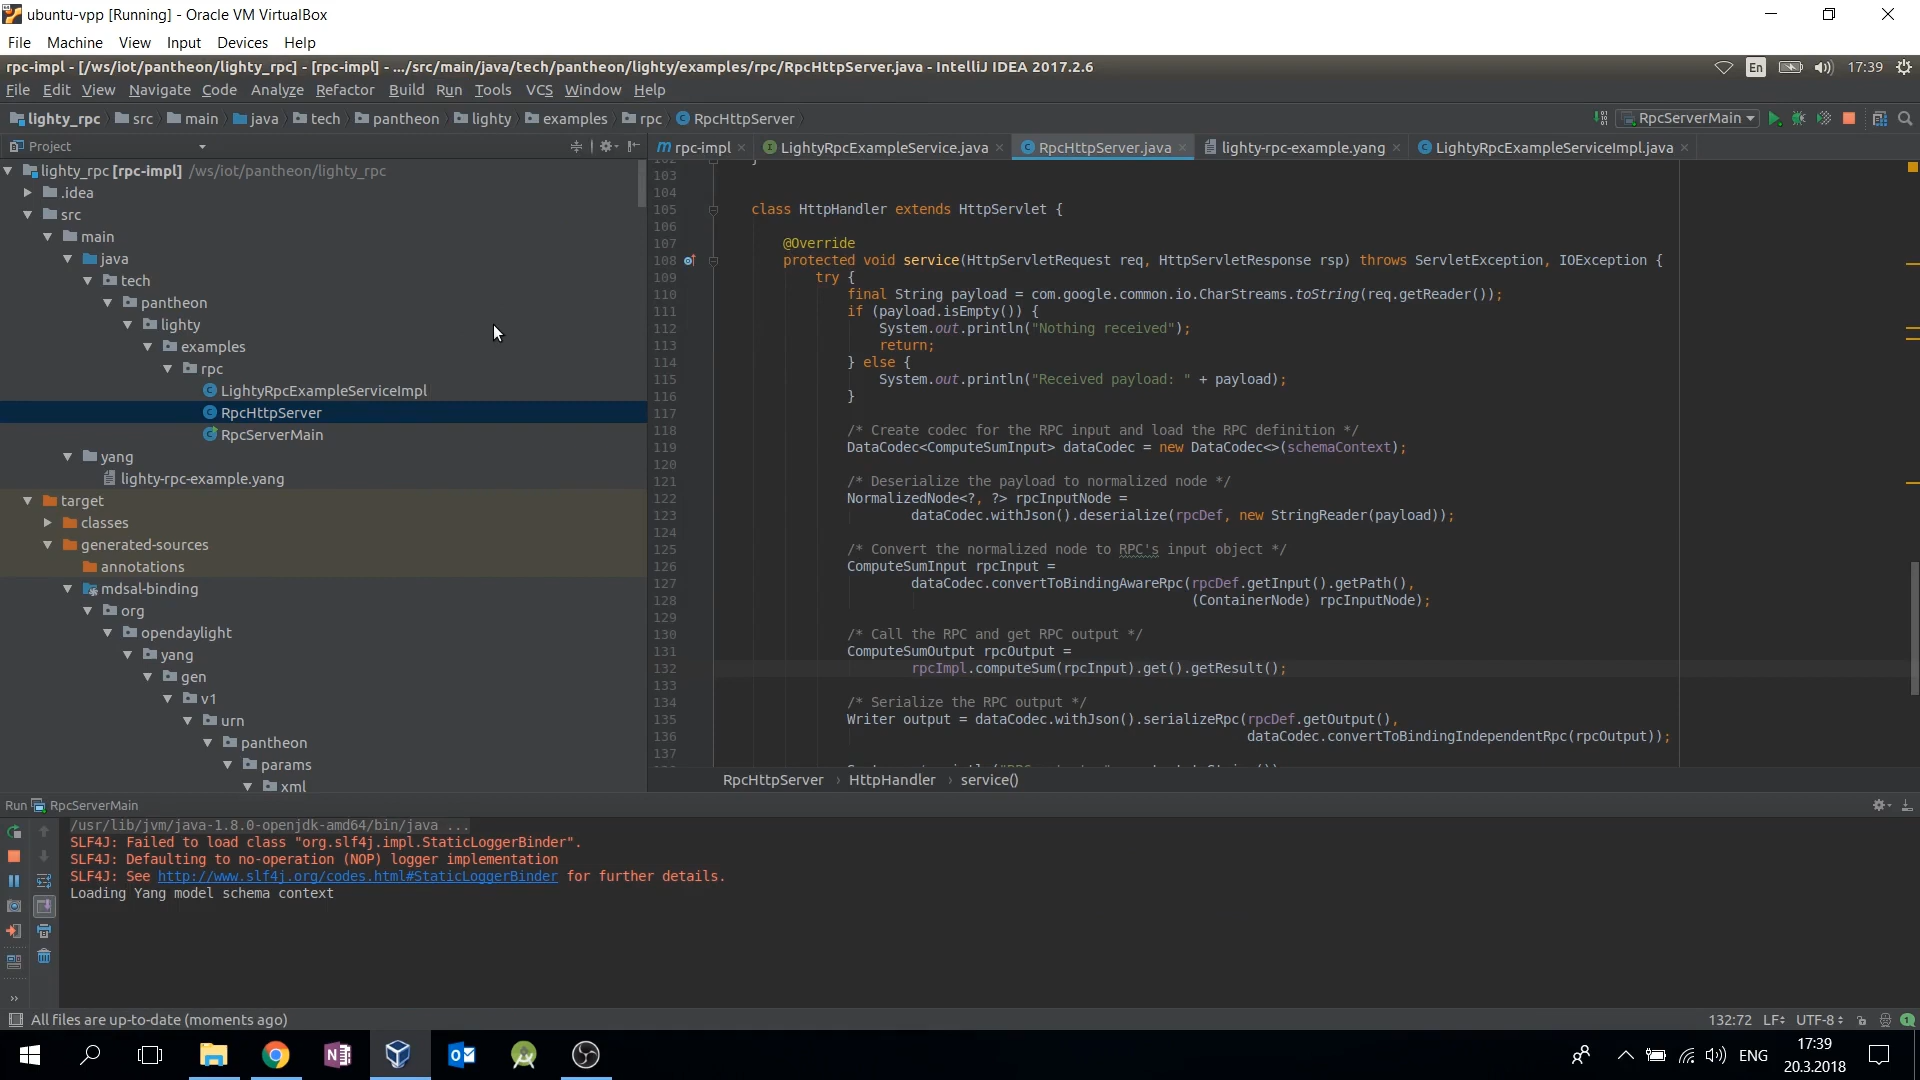 ubuntu-vpp [Running] - Oracle VM VirtualBox
File Machine View Input Devices Help
rpc-impl - [/ws/iot/pantheon/lighty_rpc] - [rpc-impl] - .../src/main/java/tech/pantheon/lighty/examples/rpc/RpcHttpServer.java - IntelliJ IDEA 2017.2.6
En
17:39
File Edit View Navigate Code Analyze Refactor Build Run Tools VCS Window Help
lighty_rpc src main java tech pantheon lighty examples rpc RpcHttpServer
RpcServerMain
Project
rpc-impl LightyRpcExampleService.java RpcHttpServer.java lighty-rpc-example.yang LightyRpcExampleServiceImpl.java
lighty_rpc [rpc-impl] /ws/iot/pantheon/lighty_rpc
.idea
src
main
java
tech
pantheon
lighty
examples
rpc
LightyRpcExampleServiceImpl
RpcHttpServer
RpcServerMain
yang
lighty-rpc-example.yang
target
classes
generated-sources
annotations
mdsal-binding
org
opendaylight
yang
gen
v1
urn
pantheon
params
xml
103
104
105 class HttpHandler extends HttpServlet {
106
107 @Override
108 protected void service(HttpServletRequest req, HttpServletResponse rsp) throws ServletException, IOException {
109 try {
110 final String payload = com.google.common.io.CharStreams.toString(req.getReader());
111 if (payload.isEmpty()) {
112 System.out.println("Nothing received");
113 return;
114 } else {
115 System.out.println("Received payload: " + payload);
116 }
117
118 /* Create codec for the RPC input and load the RPC definition */
119 DataCodec<ComputeSumInput> dataCodec = new DataCodec<>(schemaContext);
120
121 /* Deserialize the payload to normalized node */
122 NormalizedNode<?, ?> rpcInputNode =
123 dataCodec.withJson().deserialize(rpcDef, new StringReader(payload));
124
125 /* Convert the normalized node to RPC's input object */
126 ComputeSumInput rpcInput =
127 dataCodec.convertToBindingAwareRpc(rpcDef.getInput().getPath(),
128 (ContainerNode) rpcInputNode);
129
130 /* Call the RPC and get RPC output */
131 ComputeSumOutput rpcOutput =
132 rpcImpl.computeSum(rpcInput).get().getResult();
133
134 /* Serialize the RPC output */
135 Writer output = dataCodec.withJson().serializeRpc(rpcDef.getOutput(),
136 dataCodec.convertToBindingIndependentRpc(rpcOutput));
137
RpcHttpServer › HttpHandler › service()
Run RpcServerMain
/usr/lib/jvm/java-1.8.0-openjdk-amd64/bin/java ...
SLF4J: Failed to load class "org.slf4j.impl.StaticLoggerBinder".
SLF4J: Defaulting to no-operation (NOP) logger implementation
SLF4J: See http://www.slf4j.org/codes.html#StaticLoggerBinder for further details.
Loading Yang model schema context
All files are up-to-date (moments ago)
132:72 LF UTF-8
ENG
17:39
20.3.2018